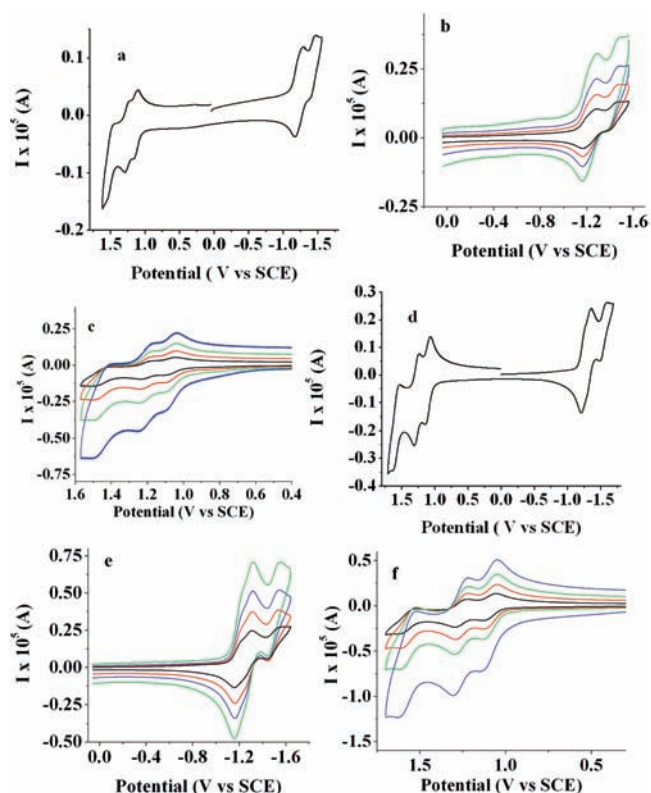 a
I x 10⁵ (A)
0.1
0.0
-0.1
-0.2
1.5 1.0 0.5 0.0 -0.5 -1.0 -1.5
Potential ( V vs SCE)
b
I x 10⁵ (A)
0.25
0.00
-0.25
0.0 -0.4 -0.8 -1.2 -1.6
Potential (V vs SCE)
c
I x 10⁵ (A)
0.25
0.00
-0.25
-0.50
-0.75
1.6 1.4 1.2 1.0 0.8 0.6 0.4
Potential (V vs SCE)
d
I x 10⁵ (A)
0.3
0.2
0.1
0.0
-0.1
-0.2
-0.3
-0.4
1.5 1.0 0.5 0.0 -0.5 -1.0 -1.5
Potential (V vs SCE)
e
I x 10⁵ (A)
0.75
0.50
0.25
0.00
-0.25
-0.50
0.0 -0.4 -0.8 -1.2 -1.6
Potential (V vs SCE)
f
I x 10⁵ (A)
0.5
0.0
-0.5
-1.0
-1.5
1.5 1.0 0.5
Potential (V vs SCE)